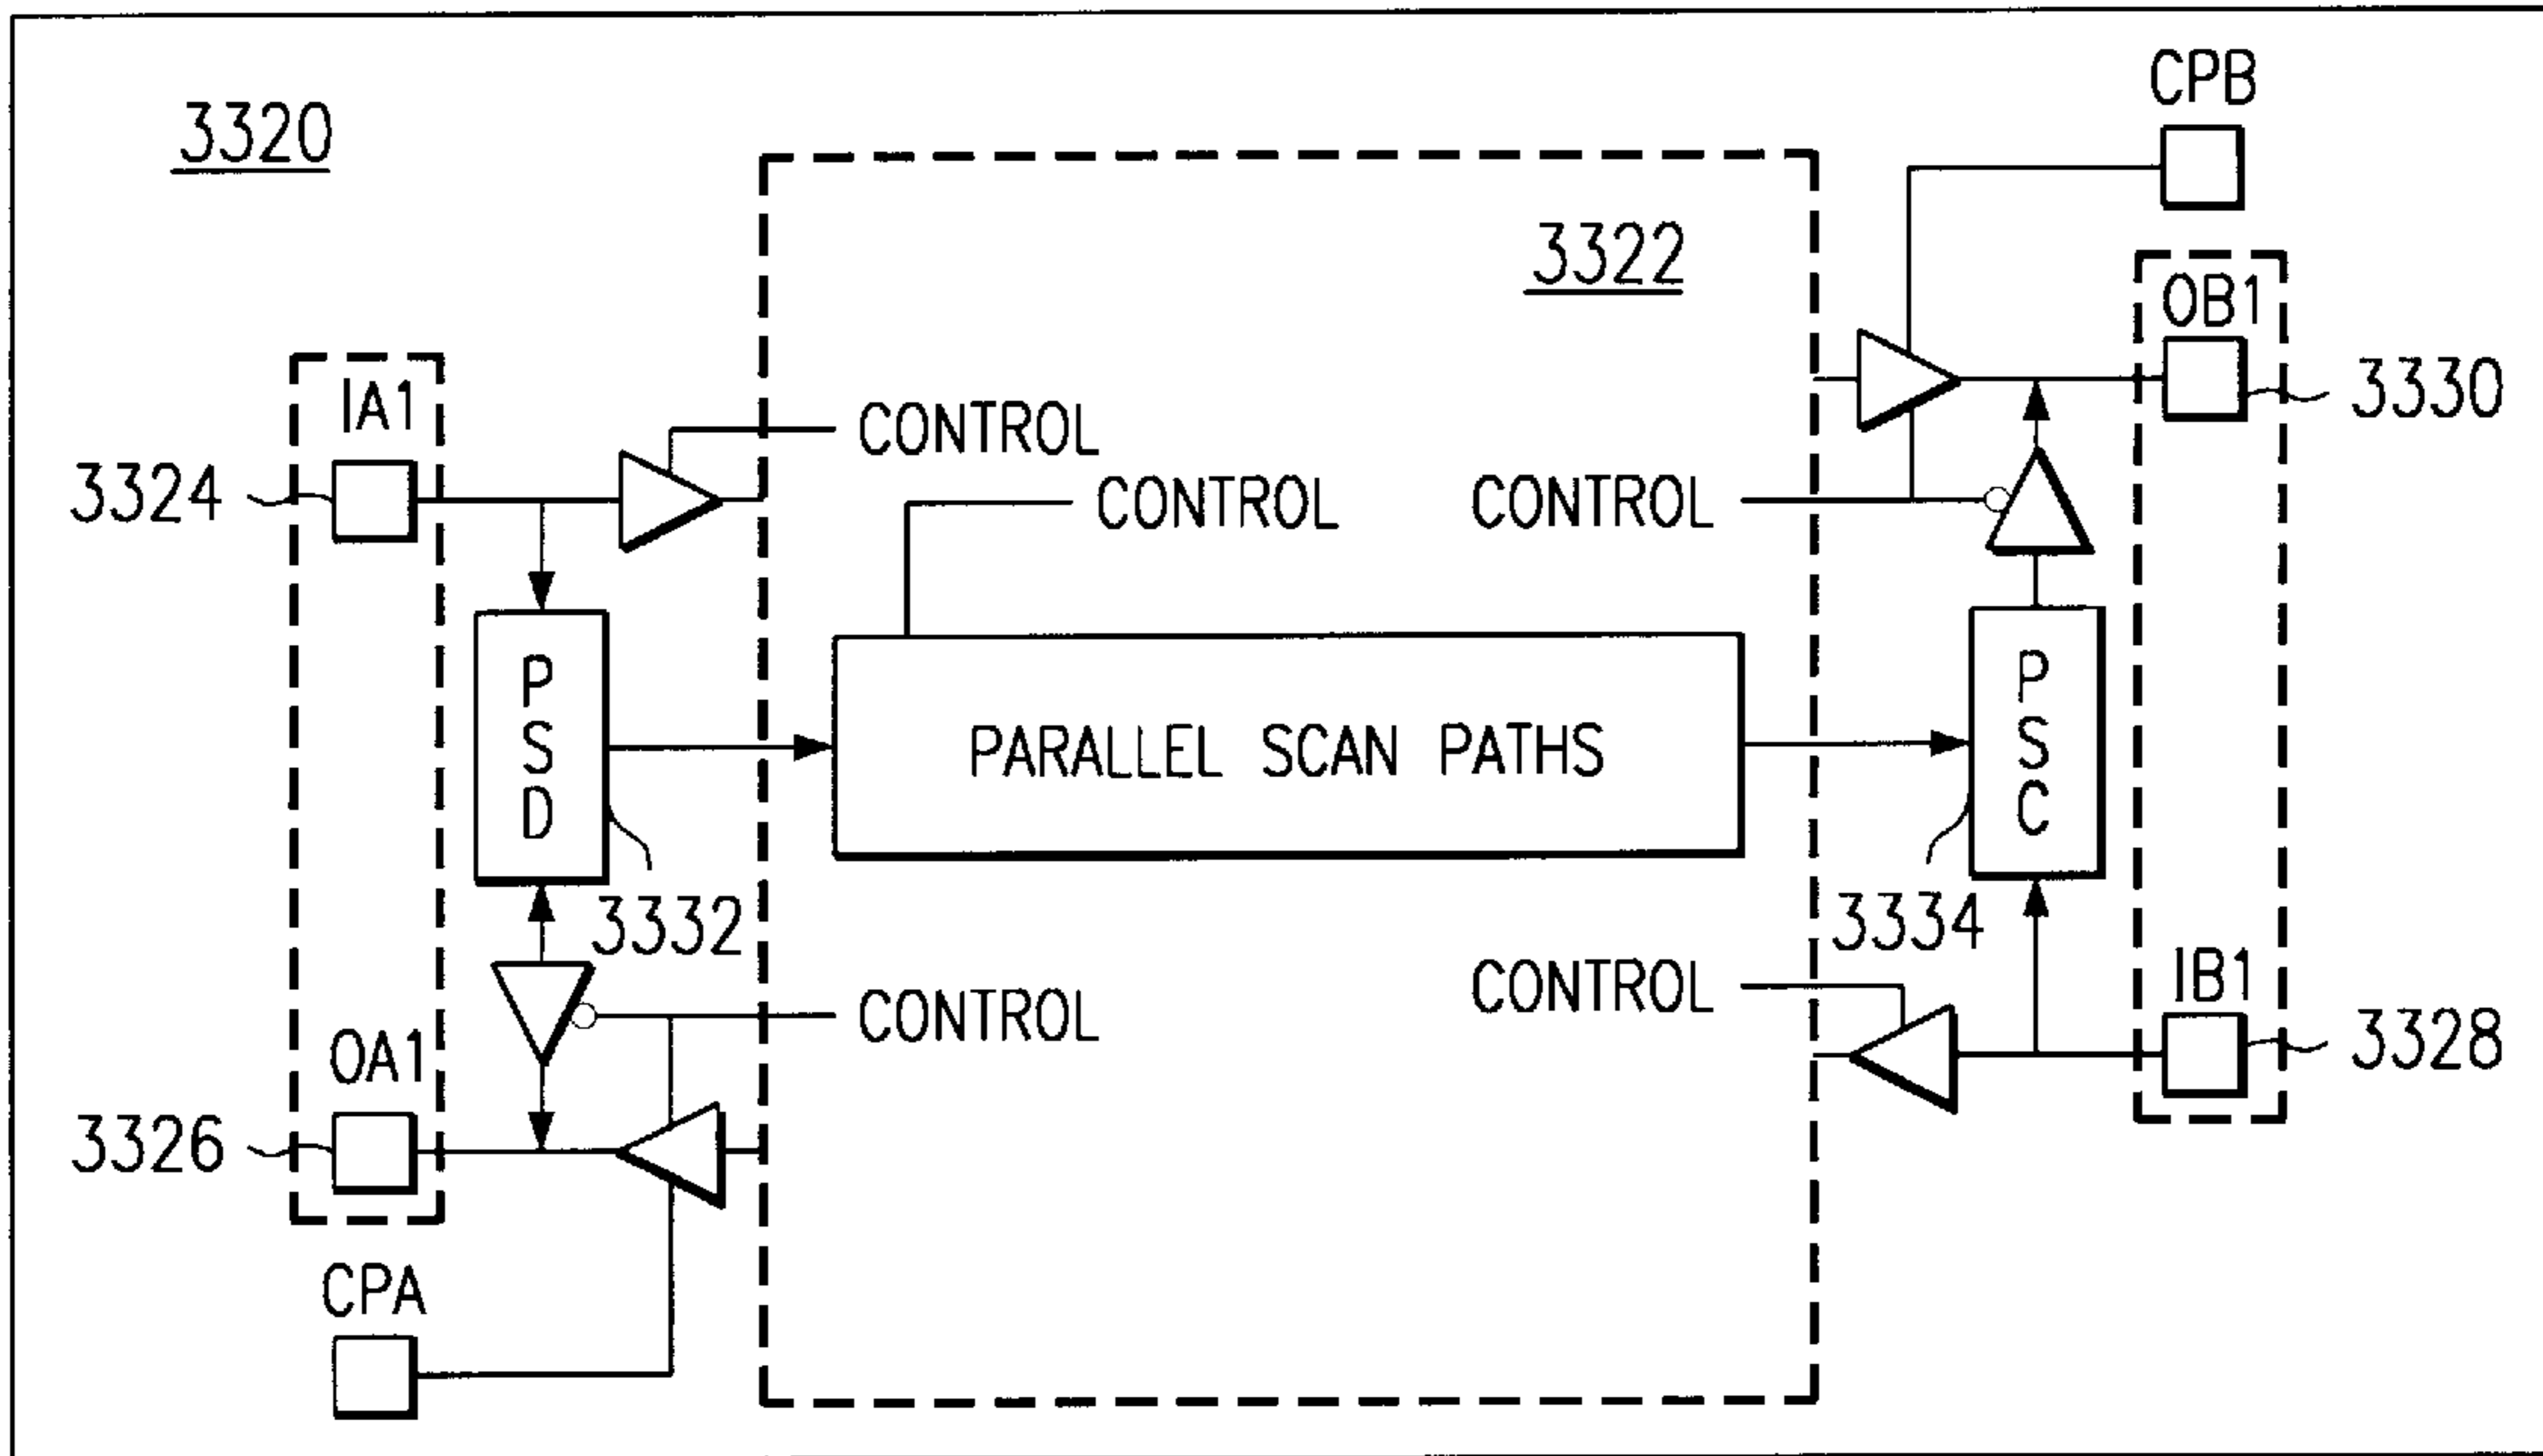 3320
CPB
3322
OB1
3330
IA1
CONTROL
3324
CONTROL
CONTROL
P
S
D
PARALLEL SCAN PATHS
P
S
C
3332
3334
CONTROL
IB1
CONTROL
3328
OA1
3326
CPA